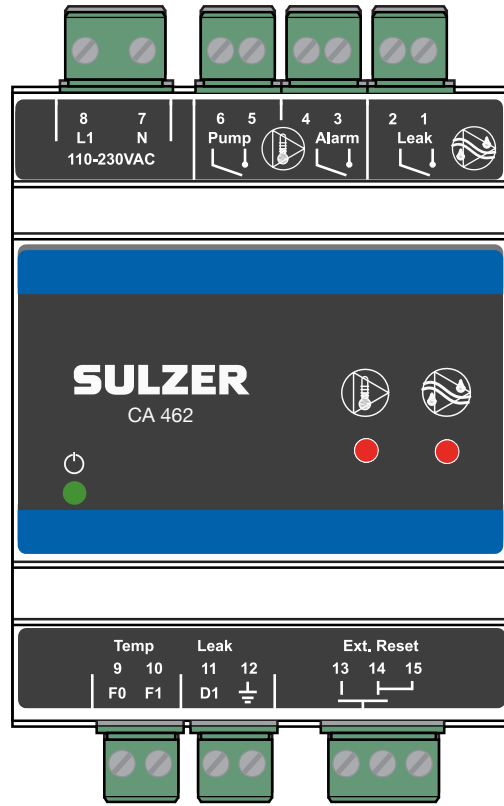 8 7 6 5 4 3 2 1
L1 N Pump Alarm Leak
110-230VAC
SULZER
CA 462
Temp Leak Ext. Reset
9 10 11 12 13 14 15
F0 F1 D1